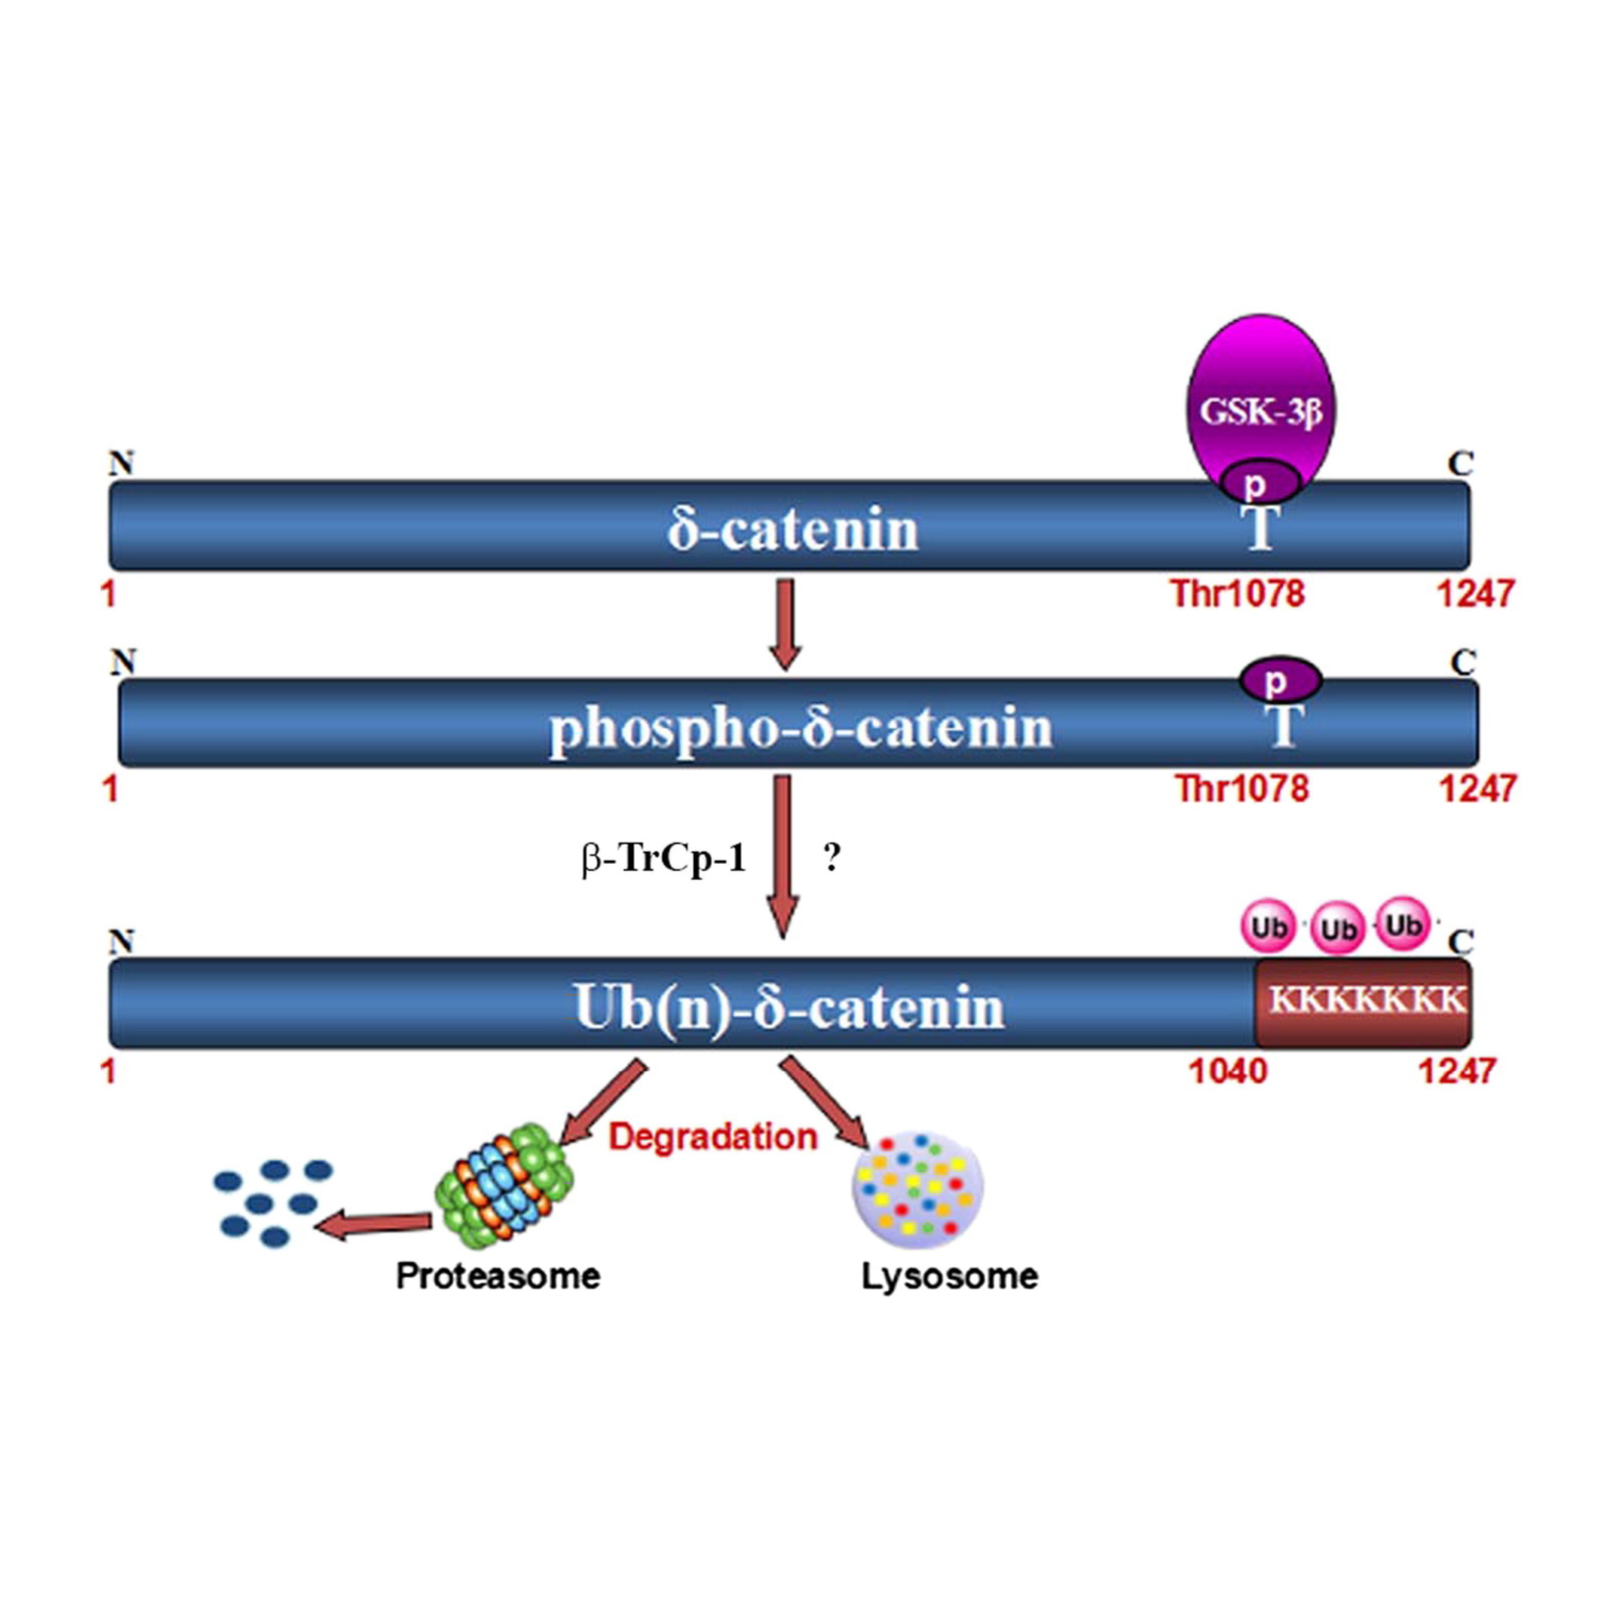 GSK-3β
N
C
p
δ-catenin
T
1
Thr1078
1247
N
C
p
phospho-δ-catenin
T
1
Thr1078
1247
β-TrCp-1
?
Ub Ub Ub
N
C
Ub(n)-δ-catenin
KKKKKKK
1
1040
1247
Degradation
Proteasome
Lysosome